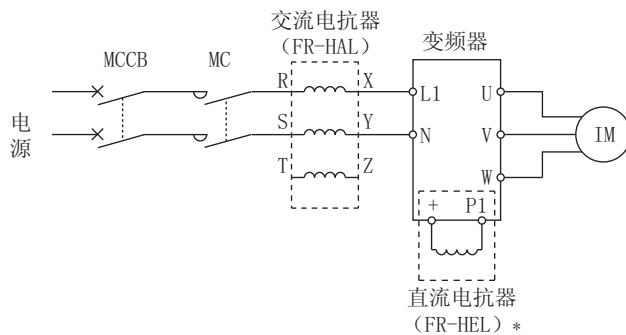 交流电抗器
（FR-HAL）
变频器
MCCB
MC
R
X
L1
U
电源
S
Y
N
V
IM
T
Z
W
+
P1
直流电抗器
（FR-HEL）*